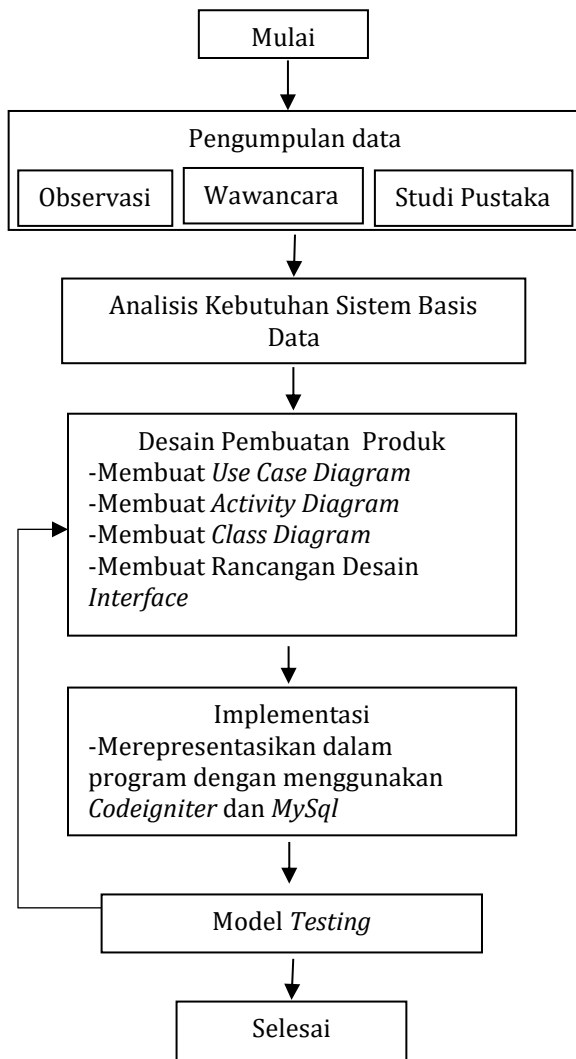 Mulai
Pengumpulan data
Observasi
Wawancara
Studi Pustaka
Analisis Kebutuhan Sistem Basis
Data
Desain Pembuatan  Produk
-Membuat Use Case Diagram
-Membuat Activity Diagram
-Membuat Class Diagram
-Membuat Rancangan Desain
Interface
Implementasi
-Merepresentasikan dalam
program dengan menggunakan
Codeigniter dan MySql
Model Testing
Selesai